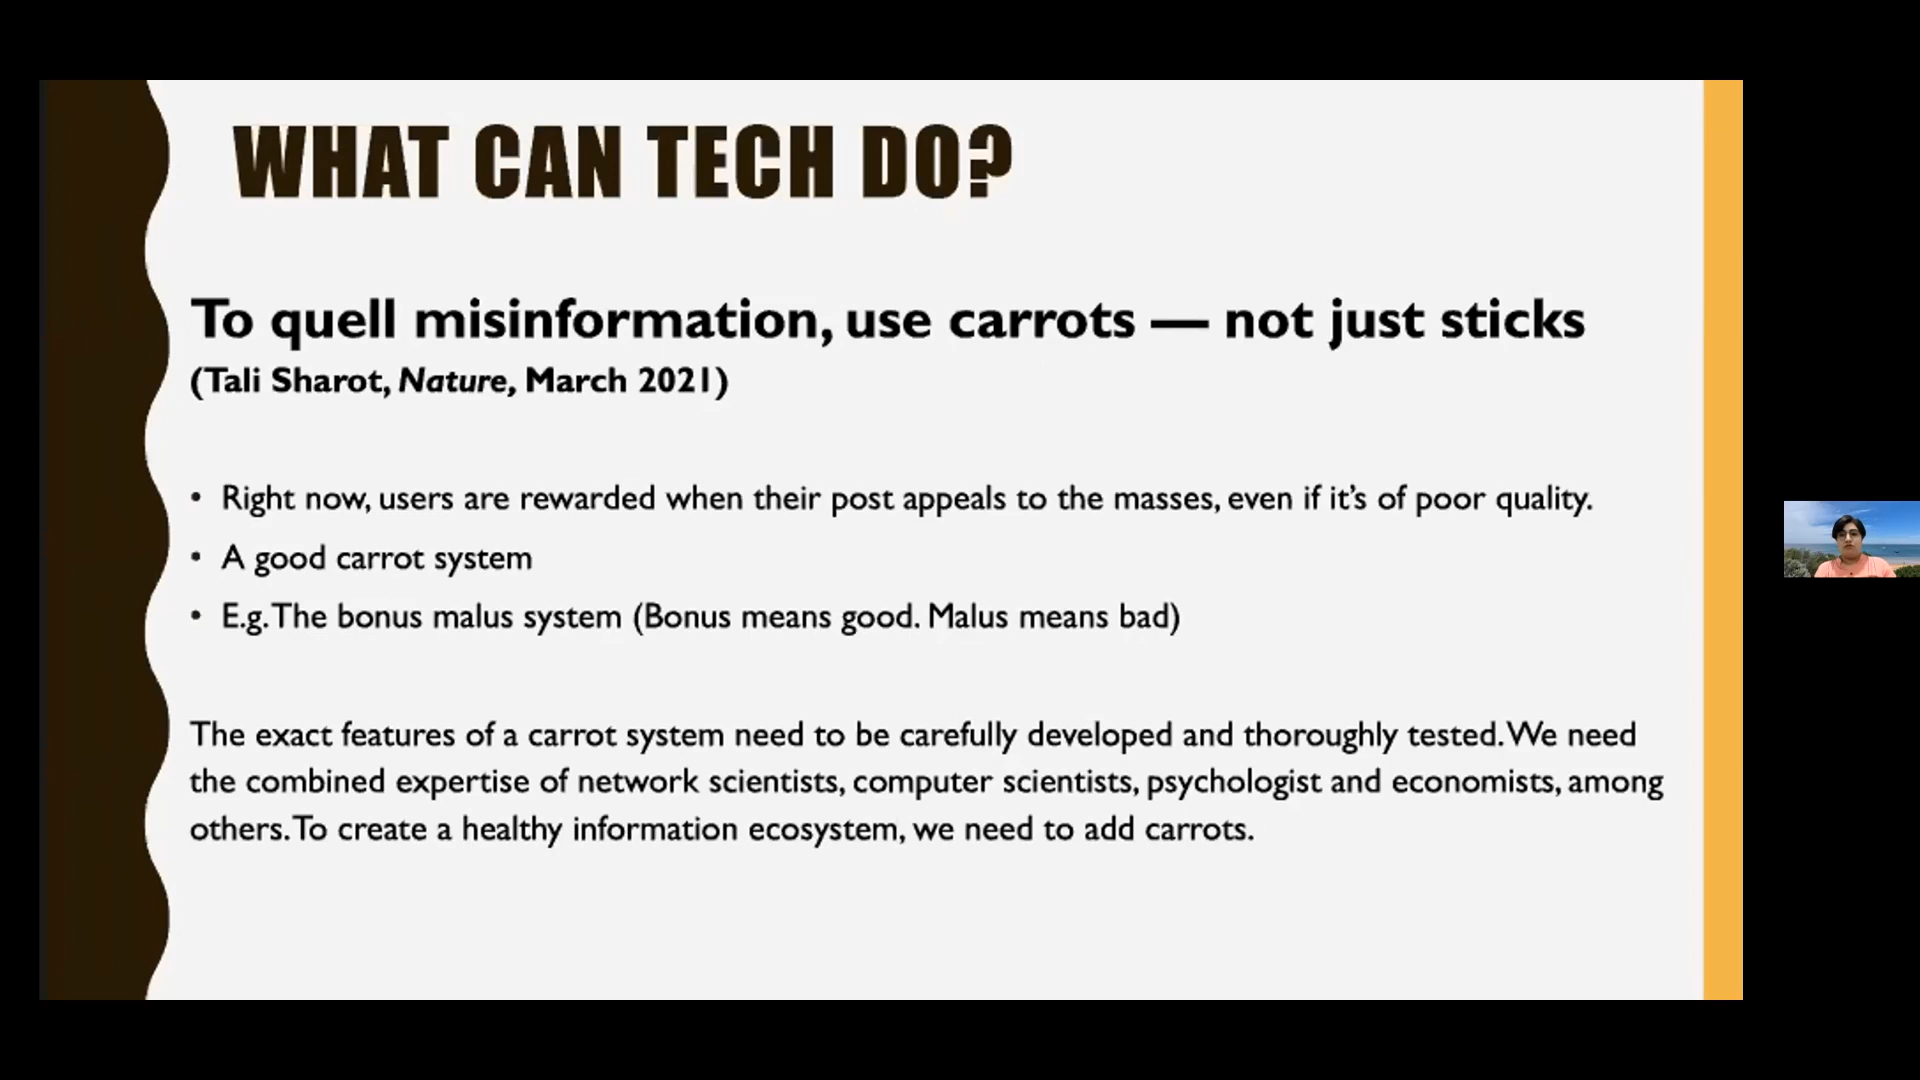 WHAT CAN TECH DO?
To quell misinformation, use carrots — not just sticks
(Tali Sharot, Nature, March 2021)
• Right now, users are rewarded when their post appeals to the masses, even if it’s of poor quality.
• A good carrot system
• E.g. The bonus malus system (Bonus means good. Malus means bad)
The exact features of a carrot system need to be carefully developed and thoroughly tested. We need
the combined expertise of network scientists, computer scientists, psychologist and economists, among
others. To create a healthy information ecosystem, we need to add carrots.